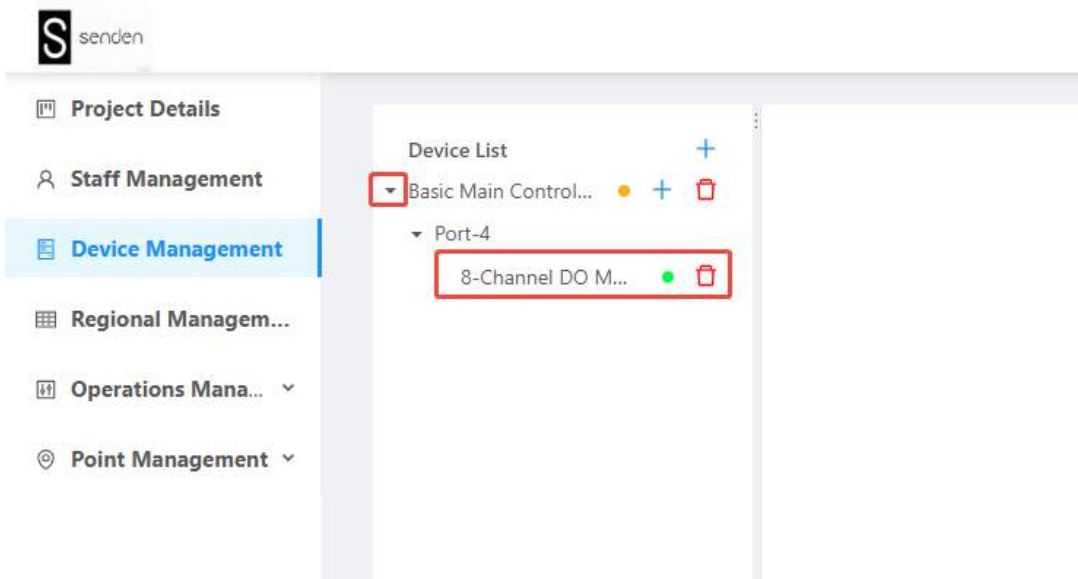 S senden
Project Details
Staff Management
Device Management
Regional Managem...
Operations Mana...
Point Management
Device List
Basic Main Control...
Port-4
8-Channel DO M...